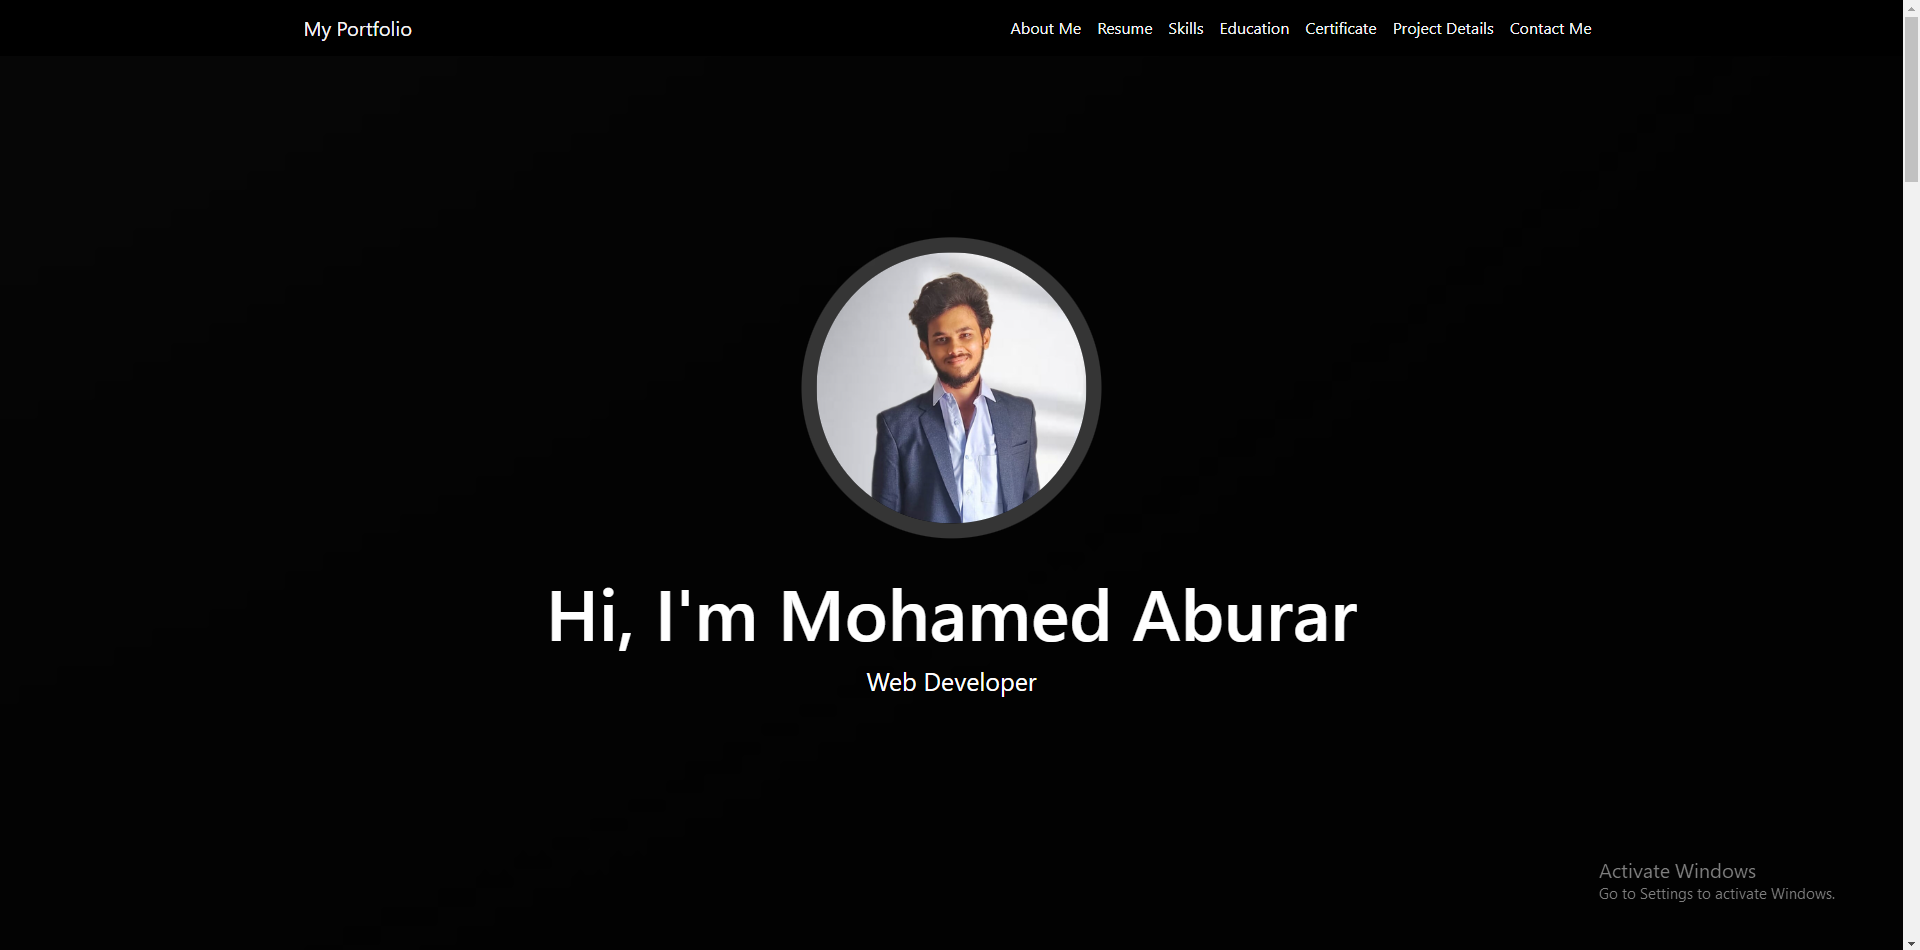 My Portfolio
About Me Resume Skills Education Certificate Project Details Contact Me
Hi, I'm Mohamed Aburar
Web Developer
Activate Windows
Go to Settings to activate Windows.